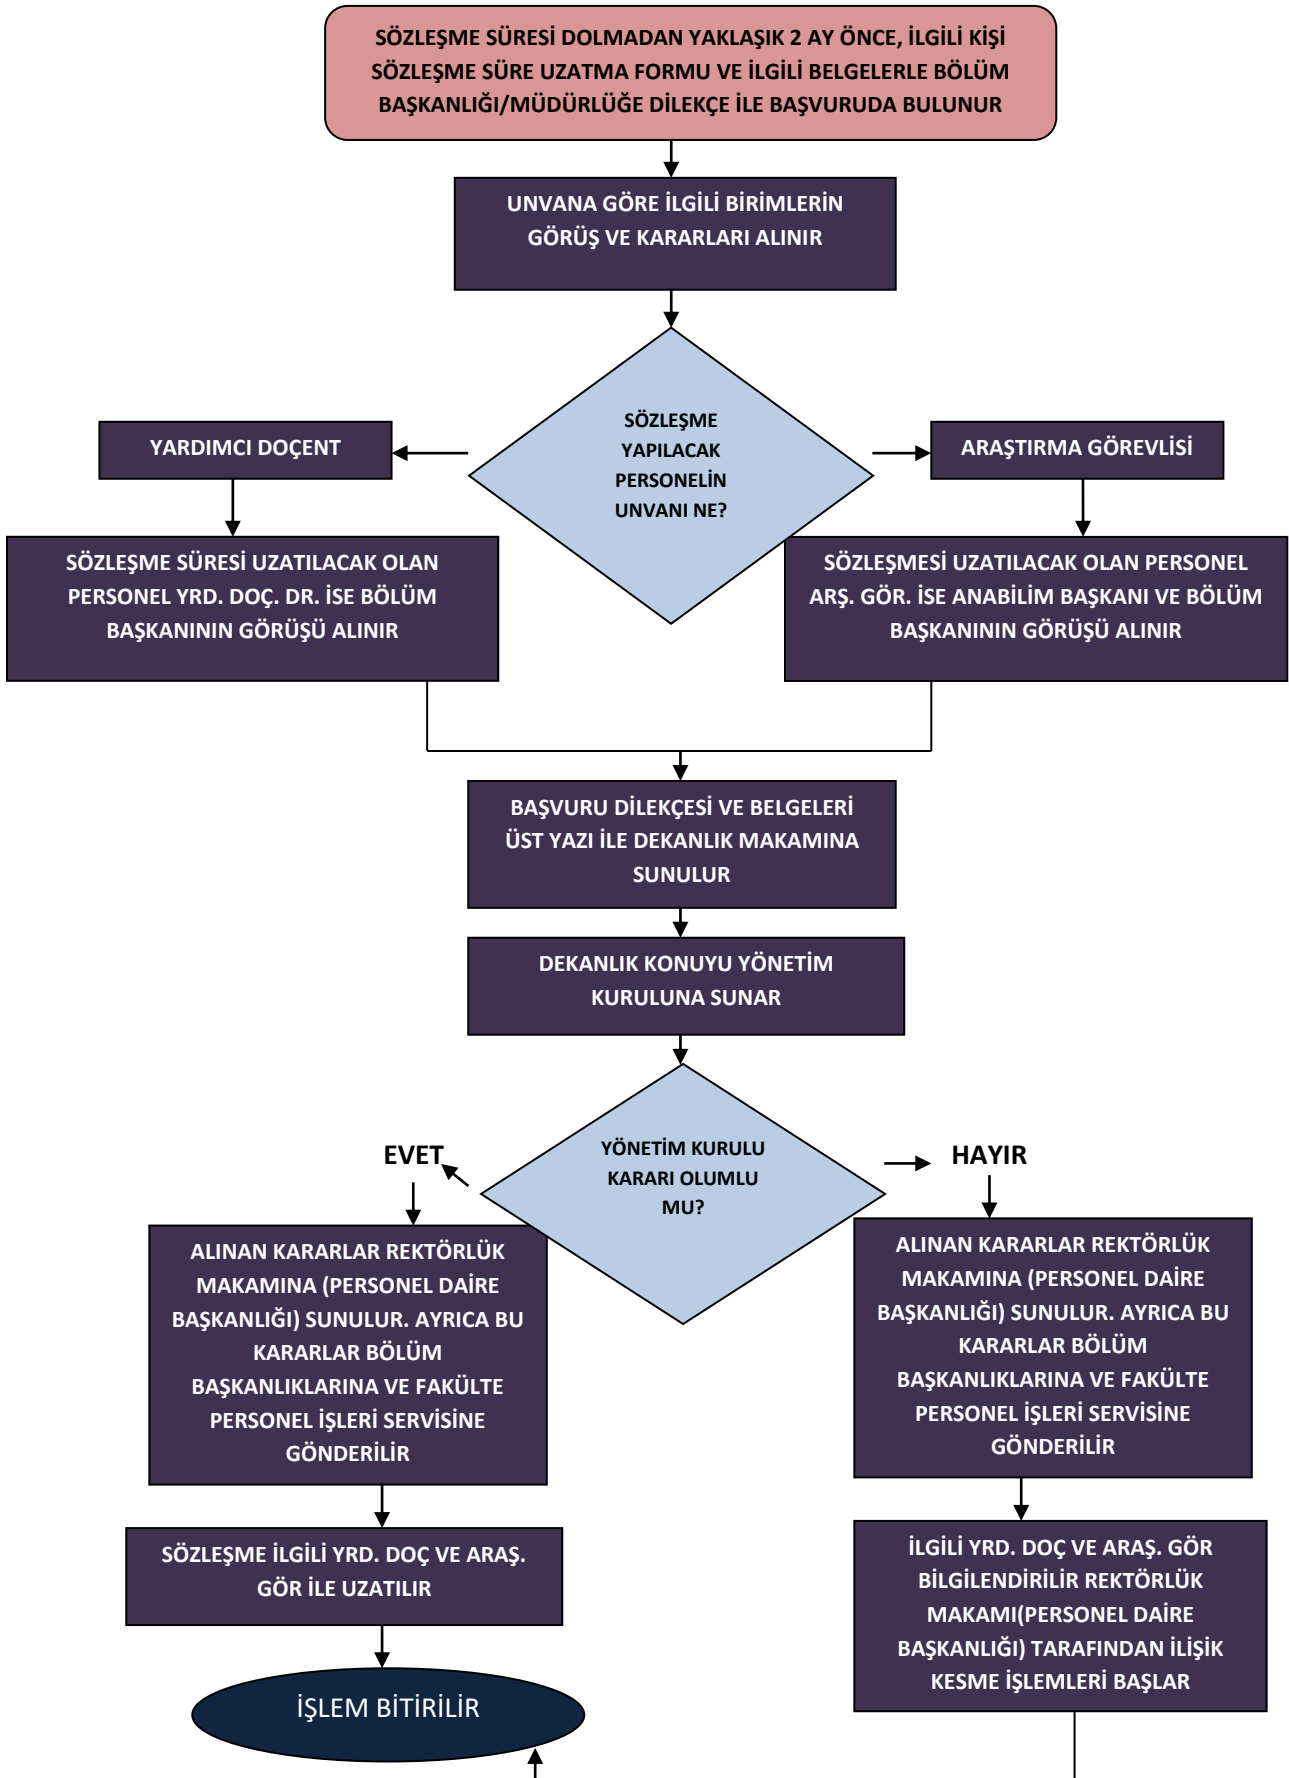 SÖZLEŞME SÜRESİ DOLMADAN YAKLAŞIK 2 AY ÖNCE, İLGİLİ KİŞİ
SÖZLEŞME SÜRE UZATMA FORMU VE İLGİLİ BELGELERLE BÖLÜM
BAŞKANLIĞI/MÜDÜRLÜĞE DİLEKÇE İLE BAŞVURUDA BULUNUR
UNVANA GÖRE İLGİLİ BİRİMLERİN
GÖRÜŞ VE KARARLARI ALINIR
SÖZLEŞME
YAPILACAK
PERSONELİN
UNVANI NE?
YARDIMCI DOÇENT
ARAŞTIRMA GÖREVLİSİ
SÖZLEŞME SÜRESİ UZATILACAK OLAN
PERSONEL YRD. DOÇ. DR. İSE BÖLÜM
BAŞKANININ GÖRÜŞÜ ALINIR
SÖZLEŞMESİ UZATILACAK OLAN PERSONEL
ARŞ. GÖR. İSE ANABİLİM BAŞKANI VE BÖLÜM
BAŞKANININ GÖRÜŞÜ ALINIR
BAŞVURU DİLEKÇESİ VE BELGELERİ
ÜST YAZI İLE DEKANLIK MAKAMINA
SUNULUR
DEKANLIK KONUYU YÖNETİM
KURULUNA SUNAR
YÖNETİM KURULU
KARARI OLUMLU
MU?
EVET
HAYIR
ALINAN KARARLAR REKTÖRLÜK
MAKAMINA (PERSONEL DAİRE
BAŞKANLIĞI) SUNULUR. AYRICA BU
KARARLAR BÖLÜM
BAŞKANLIKLARINA VE FAKÜLTE
PERSONEL İŞLERİ SERVİSİNE
GÖNDERİLİR
ALINAN KARARLAR REKTÖRLÜK
MAKAMINA (PERSONEL DAİRE
BAŞKANLIĞI) SUNULUR. AYRICA BU
KARARLAR BÖLÜM
BAŞKANLIKLARINA VE FAKÜLTE
PERSONEL İŞLERİ SERVİSİNE
GÖNDERİLİR
SÖZLEŞME İLGİLİ YRD. DOÇ VE ARAŞ.
GÖR İLE UZATILIR
İLGİLİ YRD. DOÇ VE ARAŞ. GÖR
BİLGİLENDİRİLİR REKTÖRLÜK
MAKAMI(PERSONEL DAİRE
BAŞKANLIĞI) TARAFINDAN İLİŞİK
KESME İŞLEMLERİ BAŞLAR
İŞLEM BİTİRİLİR